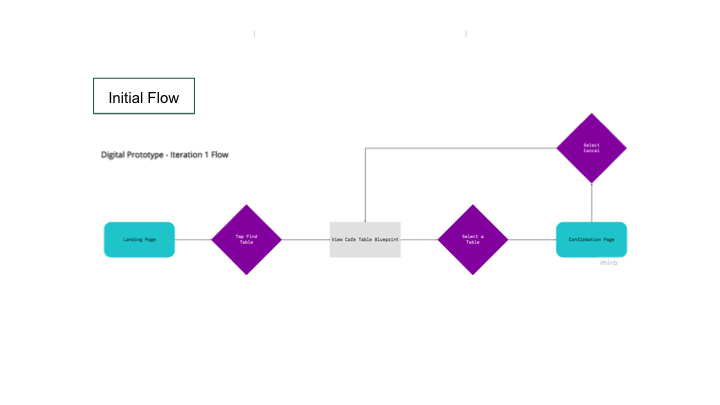 Initial Flow
Digital Prototype - Iteration 1 Flow
Select
Cancel
Landing Page
Tap Find
Table
View Cafe Table Blueprint
Select a
Table
Confirmation Page
miro